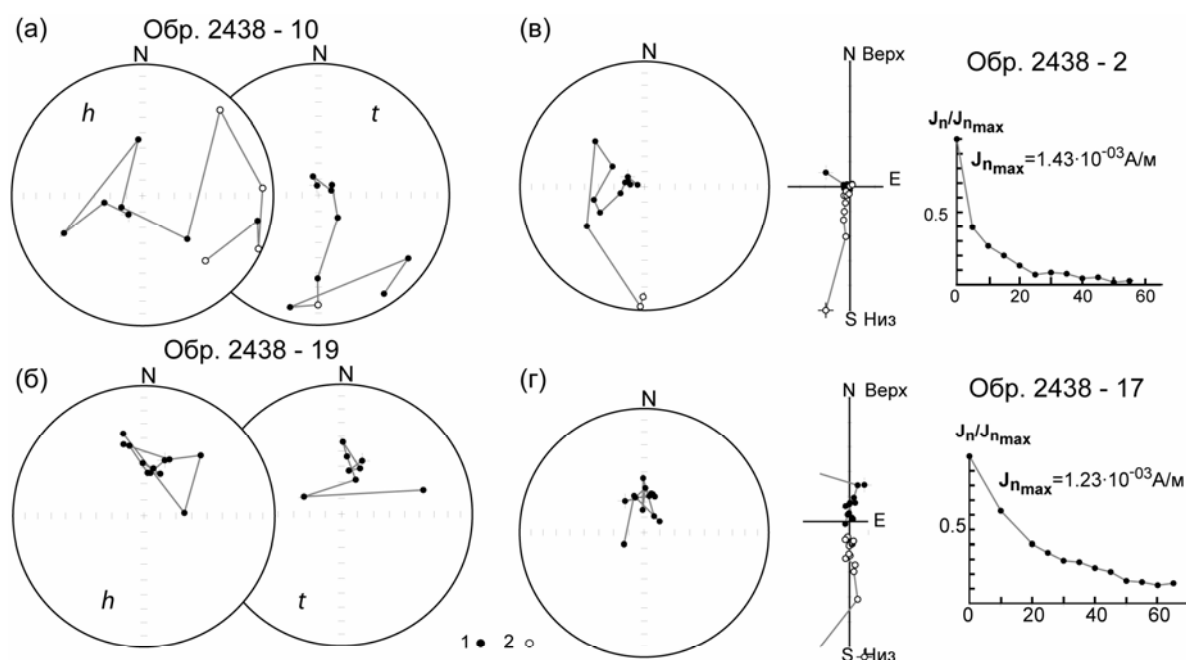 (а)
Обр. 2438 - 10
N
N
h
t
(в)
N
N Верх
E
S Низ
Обр. 2438 - 2
Jn/Jnmax
Jnmax=1.43·10-03А/м
0.5
0 20 40 60
(б)
Обр. 2438 - 19
N
N
h
t
1 2
(г)
N
N Верх
E
S Низ
Обр. 2438 - 17
Jn/Jnmax
Jnmax=1.23·10-03А/м
0.5
0 20 40 60